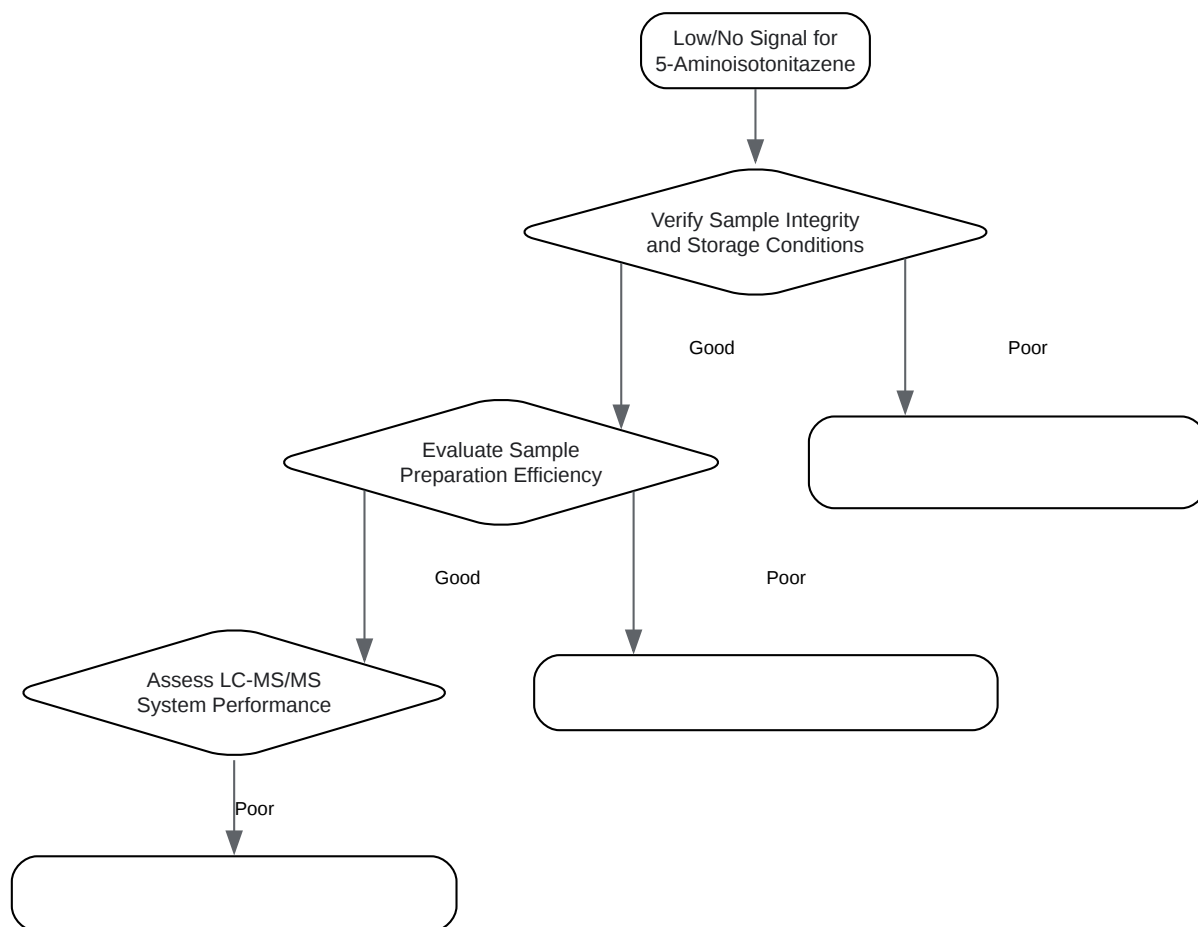 Low/No Signal for
5-Aminoisotonitazene
Verify Sample Integrity
and Storage Conditions
Good
Poor
Evaluate Sample
Preparation Efficiency
Good
Poor
Assess LC-MS/MS
System Performance
Poor